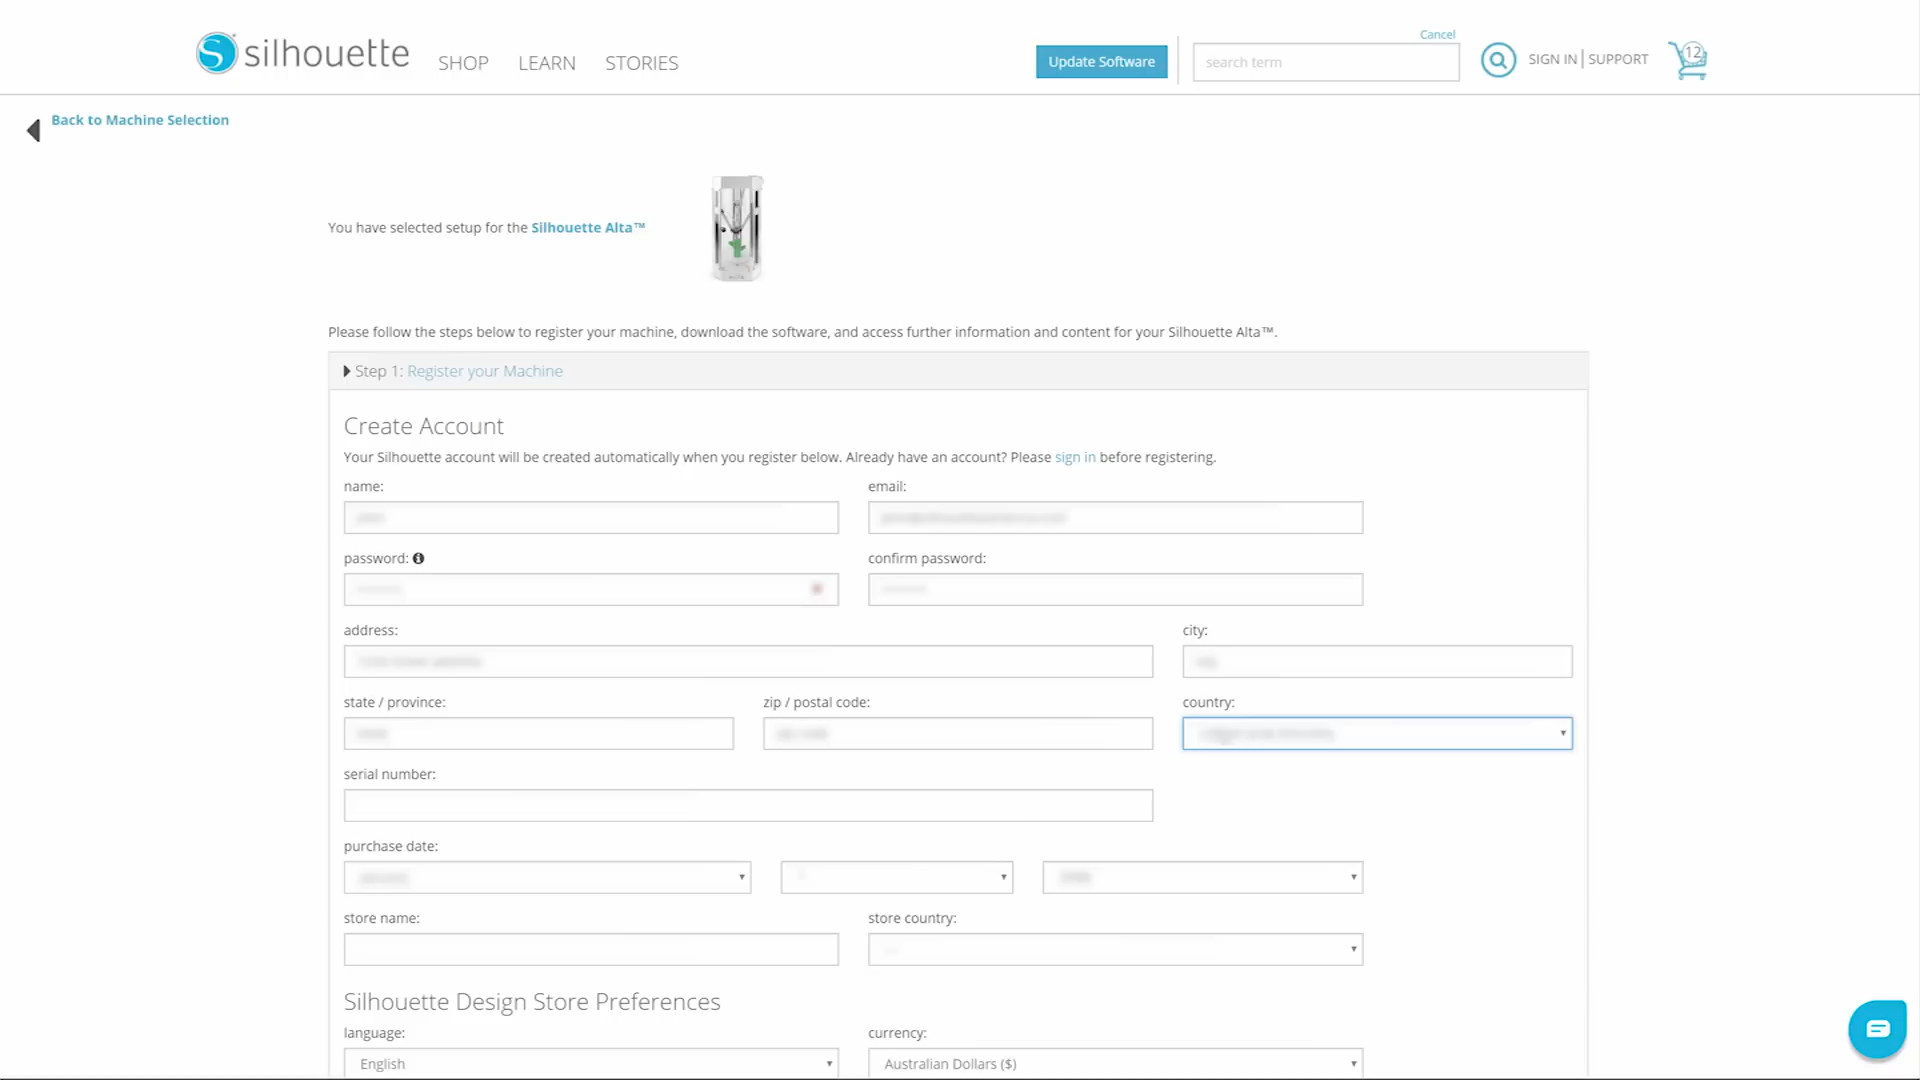 silhouette
SHOP LEARN STORIES
Update Software
search term
Cancel
SIGN IN | SUPPORT
12
Back to Machine Selection
You have selected setup for the Silhouette Alta™
Please follow the steps below to register your machine, download the software, and access further information and content for your Silhouette Alta™.
Step 1: Register your Machine
Create Account
Your Silhouette account will be created automatically when you register below. Already have an account? Please sign in before registering.
name: email:
password: confirm password:
address: city:
state / province: zip / postal code: country:
serial number:
purchase date:
store name: store country:
Silhouette Design Store Preferences
language: currency:
English Australian Dollars ($)